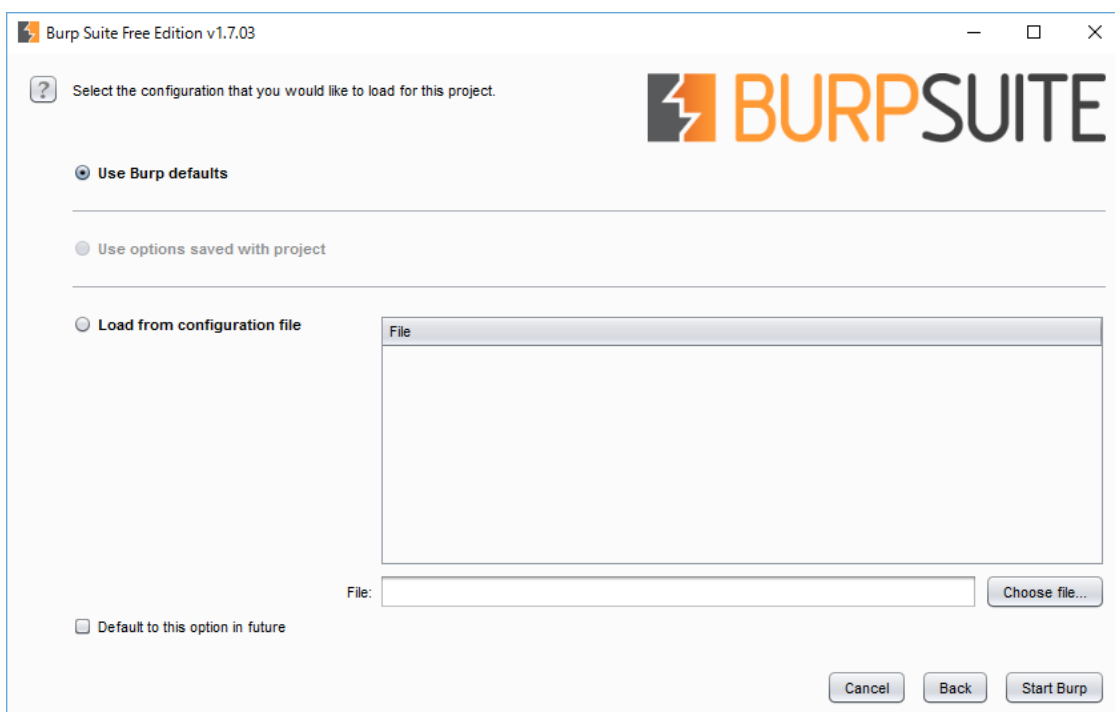 Burp Suite Free Edition v1.7.03
?
Select the configuration that you would like to load for this project.
BURPSUITE
Use Burp defaults
Use options saved with project
Load from configuration file
File
File:
Choose file...
Default to this option in future
Cancel
Back
Start Burp